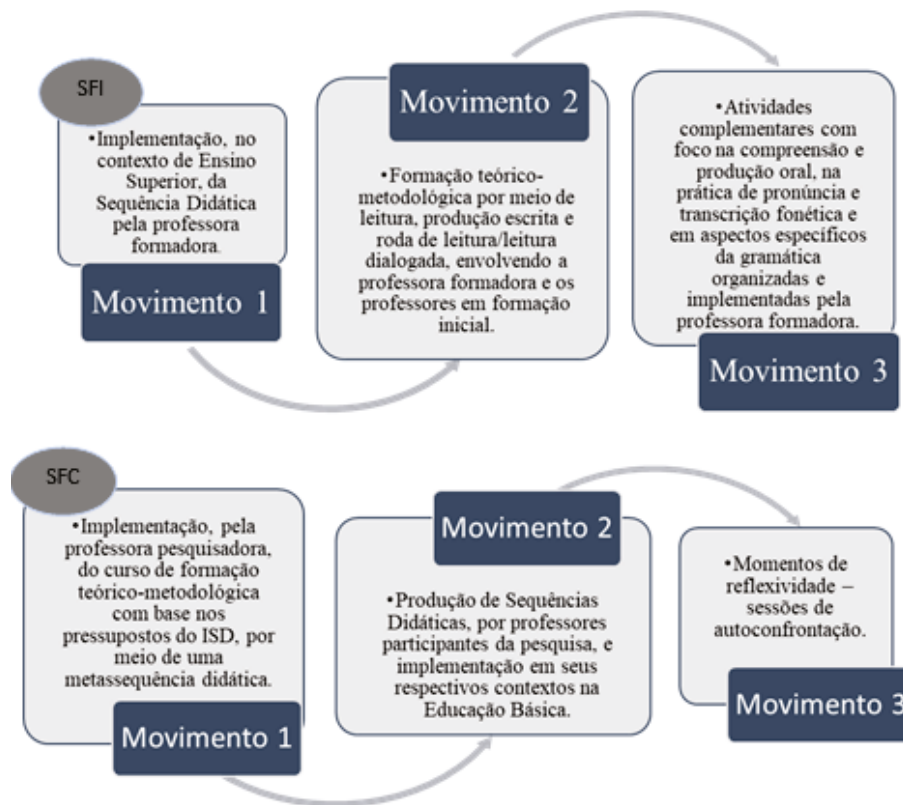 SFI
•Implementação, no
contexto de Ensino
Superior, da
Sequência Didática
pela professora
formadora.
Movimento 1
Movimento 2
•Formação teórico-
metodológica por meio de
leitura, produção escrita e
roda de leitura/leitura
dialogada, envolvendo a
professora formadora e os
professores em formação
inicial.
•Atividades
complementares com
foco na compreensão e
produção oral, na
prática de pronúncia e
transcrição fonética e
em aspectos específicos
da gramática
organizadas e
implementadas pela
professora formadora.
Movimento 3
SFC
•Implementação, pela
professora pesquisadora,
do curso de formação
teórico-metodológica
com base nos
pressupostos do ISD, por
meio de uma
metassequência didática.
Movimento 1
Movimento 2
•Produção de Sequências
Didáticas, por professores
participantes da pesquisa, e
implementação em seus
respectivos contextos na
Educação Básica.
•Momentos de
reflexividade –
sessões de
autoconfrontação.
Movimento 3